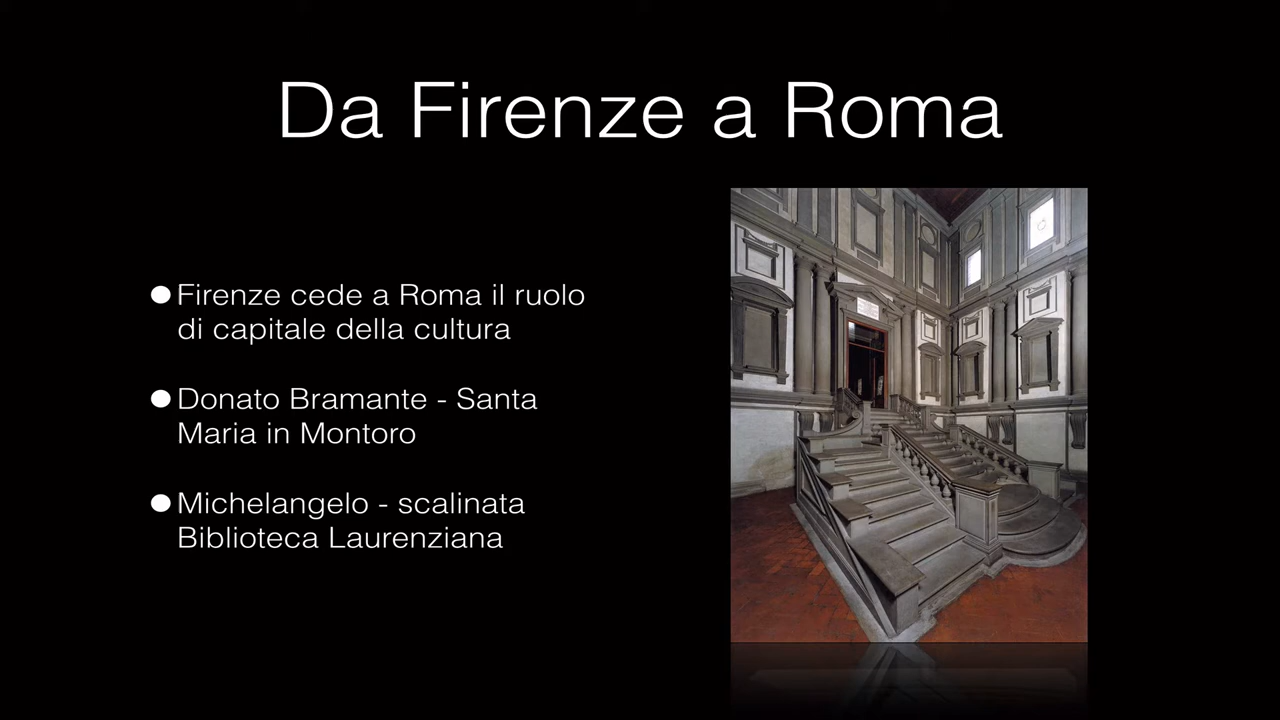 Da Firenze a Roma
●Firenze cede a Roma il ruolo
di capitale della cultura
●Donato Bramante - Santa
Maria in Montoro
●Michelangelo - scalinata
Biblioteca Laurenziana